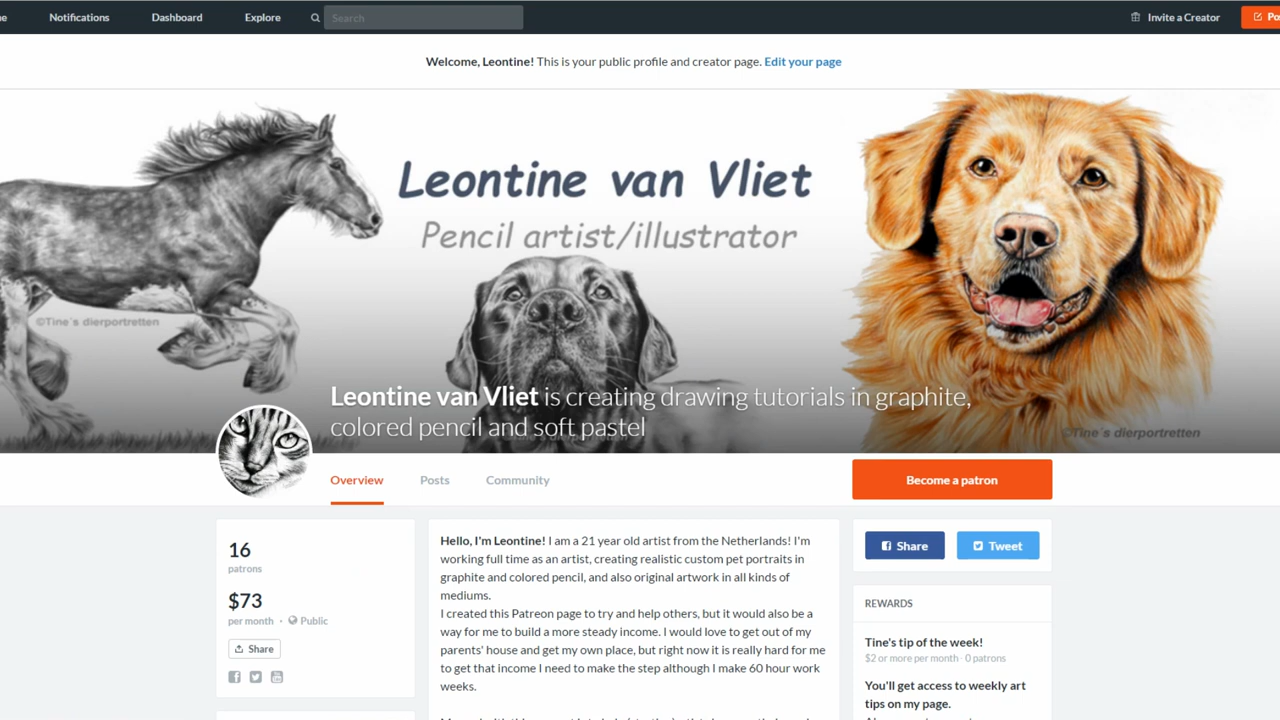 Notifications
Dashboard
Explore
Search
Invite a Creator
Welcome, Leontine! This is your public profile and creator page. Edit your page
Leontine van Vliet
Pencil artist/illustrator
©Tine´s dierportretten
Leontine van Vliet is creating drawing tutorials in graphite,
colored pencil and soft pastel
©Tine´s dierportretten
Overview
Posts
Community
Become a patron
16
patrons
$73
per month · Public
Share
Hello, I'm Leontine! I am a 21 year old artist from the Netherlands! I'm
working full time as an artist, creating realistic custom pet portraits in
graphite and colored pencil, and also original artwork in all kinds of
mediums.
I created this Patreon page to try and help others, but it would also be a
way for me to build a more steady income. I would love to get out of my
parents' house and get my own place, but right now it is really hard for me
to get that income I need to make the step although I make 60 hour work
weeks.
Share
Tweet
REWARDS
Tine's tip of the week!
$2 or more per month · 0 patrons
You'll get access to weekly art
tips on my page.